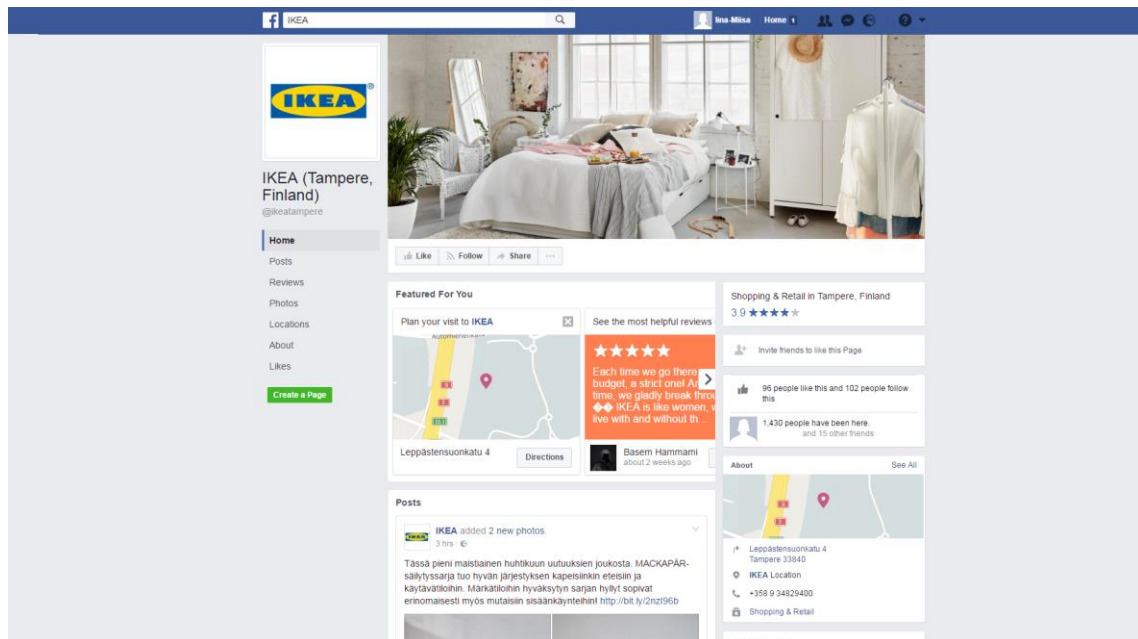 IKEA
Iina-Miisa Home 1
IKEA®
IKEA (Tampere,
Finland)
@ikeatampere
Home
Posts
Reviews
Photos
Locations
About
Likes
Create a Page
Like Follow Share
Featured For You
Plan your visit to IKEA
Leppästensuonkatu 4
Directions
See the most helpful reviews
Each time we go there
budget, a strict one! An
time, we gladly break throu
IKEA is like women, w
live with and without th...
Basem Hammami
about 2 weeks ago
Posts
IKEA added 2 new photos.
3 hrs
Tässä pieni maistiainen huhtikuun uutuuksien joukosta. MACKAPÄR-
säilytyssarja tuo hyvän järjestyksen kapeisiinkin eteisiin ja
käytävätiloihin. Märkätiloihin hyväksytyn sarjan hyllyt sopivat
erinomaisesti myös mutaisiin sisäänkäynteihin! http://bit.ly/2nzI96b
Shopping & Retail in Tampere, Finland
3.9
Invite friends to like this Page
96 people like this and 102 people follow
this
1,430 people have been here.
and 15 other friends
About See All
Leppästensuonkatu 4
Tampere 33840
IKEA Location
+358 9 34829400
Shopping & Retail